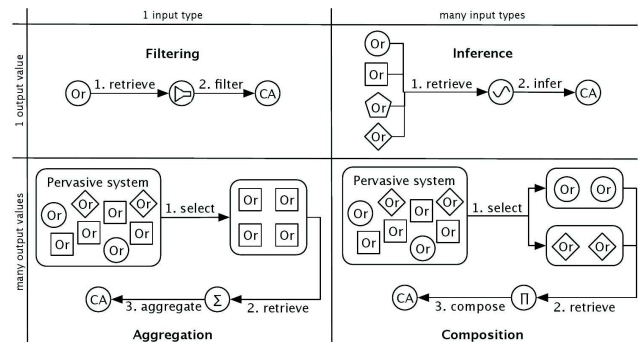 1 input type
many input types
1 output value
Filtering
Or
1. retrieve
2. filter
CA
Inference
Or
Or
Or
Or
1. retrieve
2. infer
CA
many output values
Pervasive system
Or
Or
Or
Or
Or
Or
Or
Or
1. select
Or
Or
Or
Or
2. retrieve
Σ
3. aggregate
CA
Aggregation
Pervasive system
Or
Or
Or
Or
Or
Or
Or
Or
1. select
Or
Or
Or
Or
2. retrieve
Π
3. compose
CA
Composition